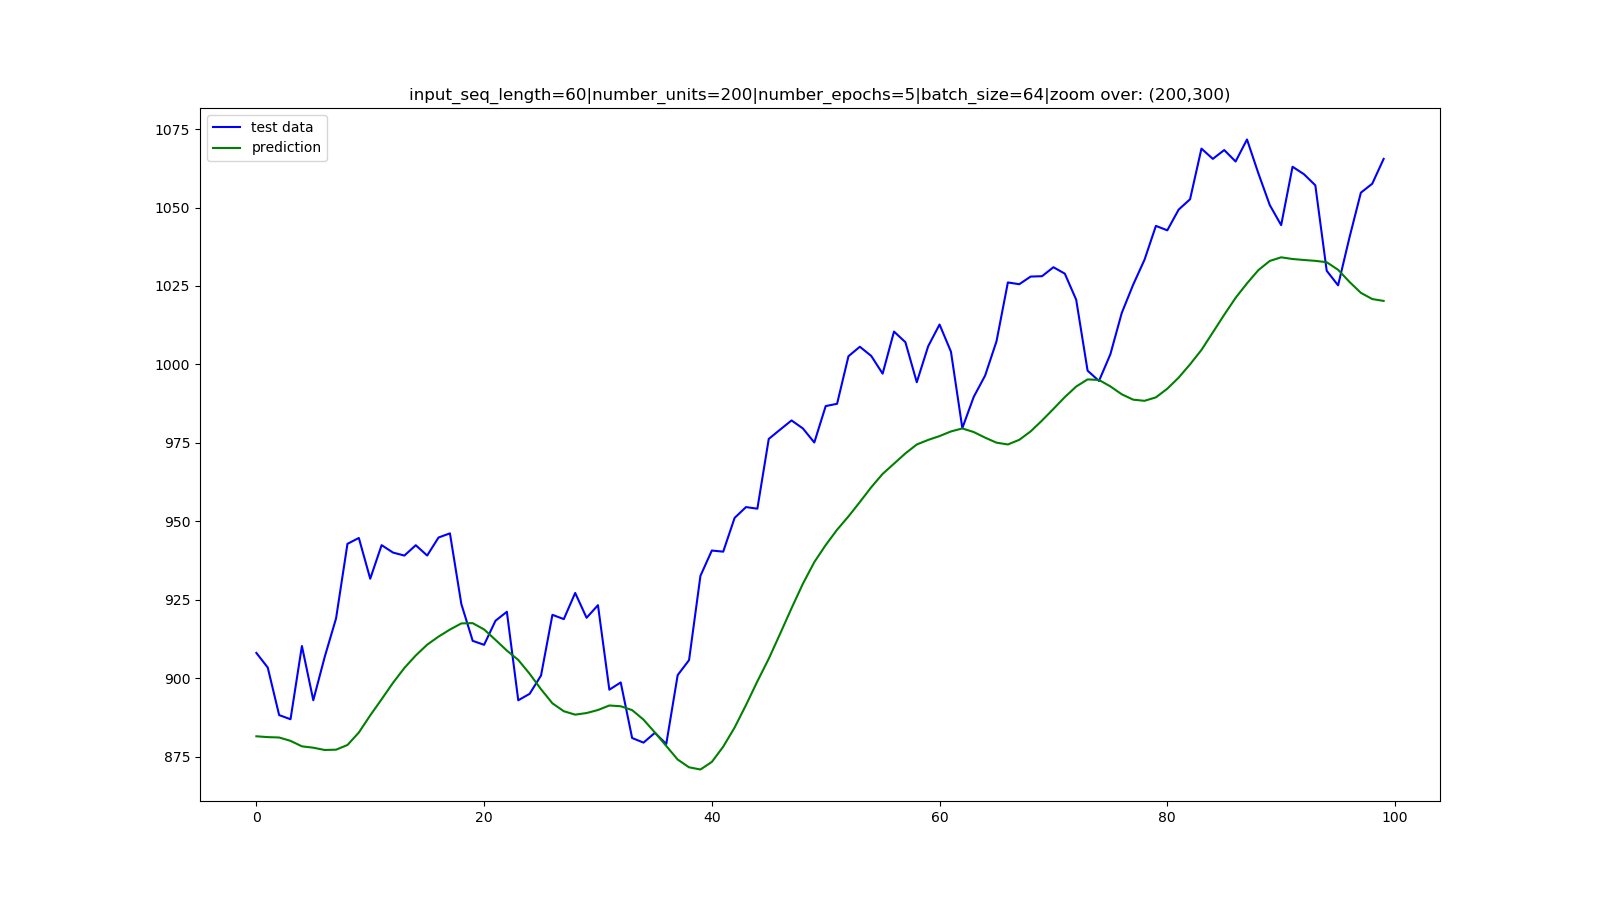 input_seq_length=60|number_units=200|number_epochs=5|batch_size=64|zoom over: (200,300)
test data
prediction
1075
1050
1025
1000
975
950
925
900
875
0 20 40 60 80 100